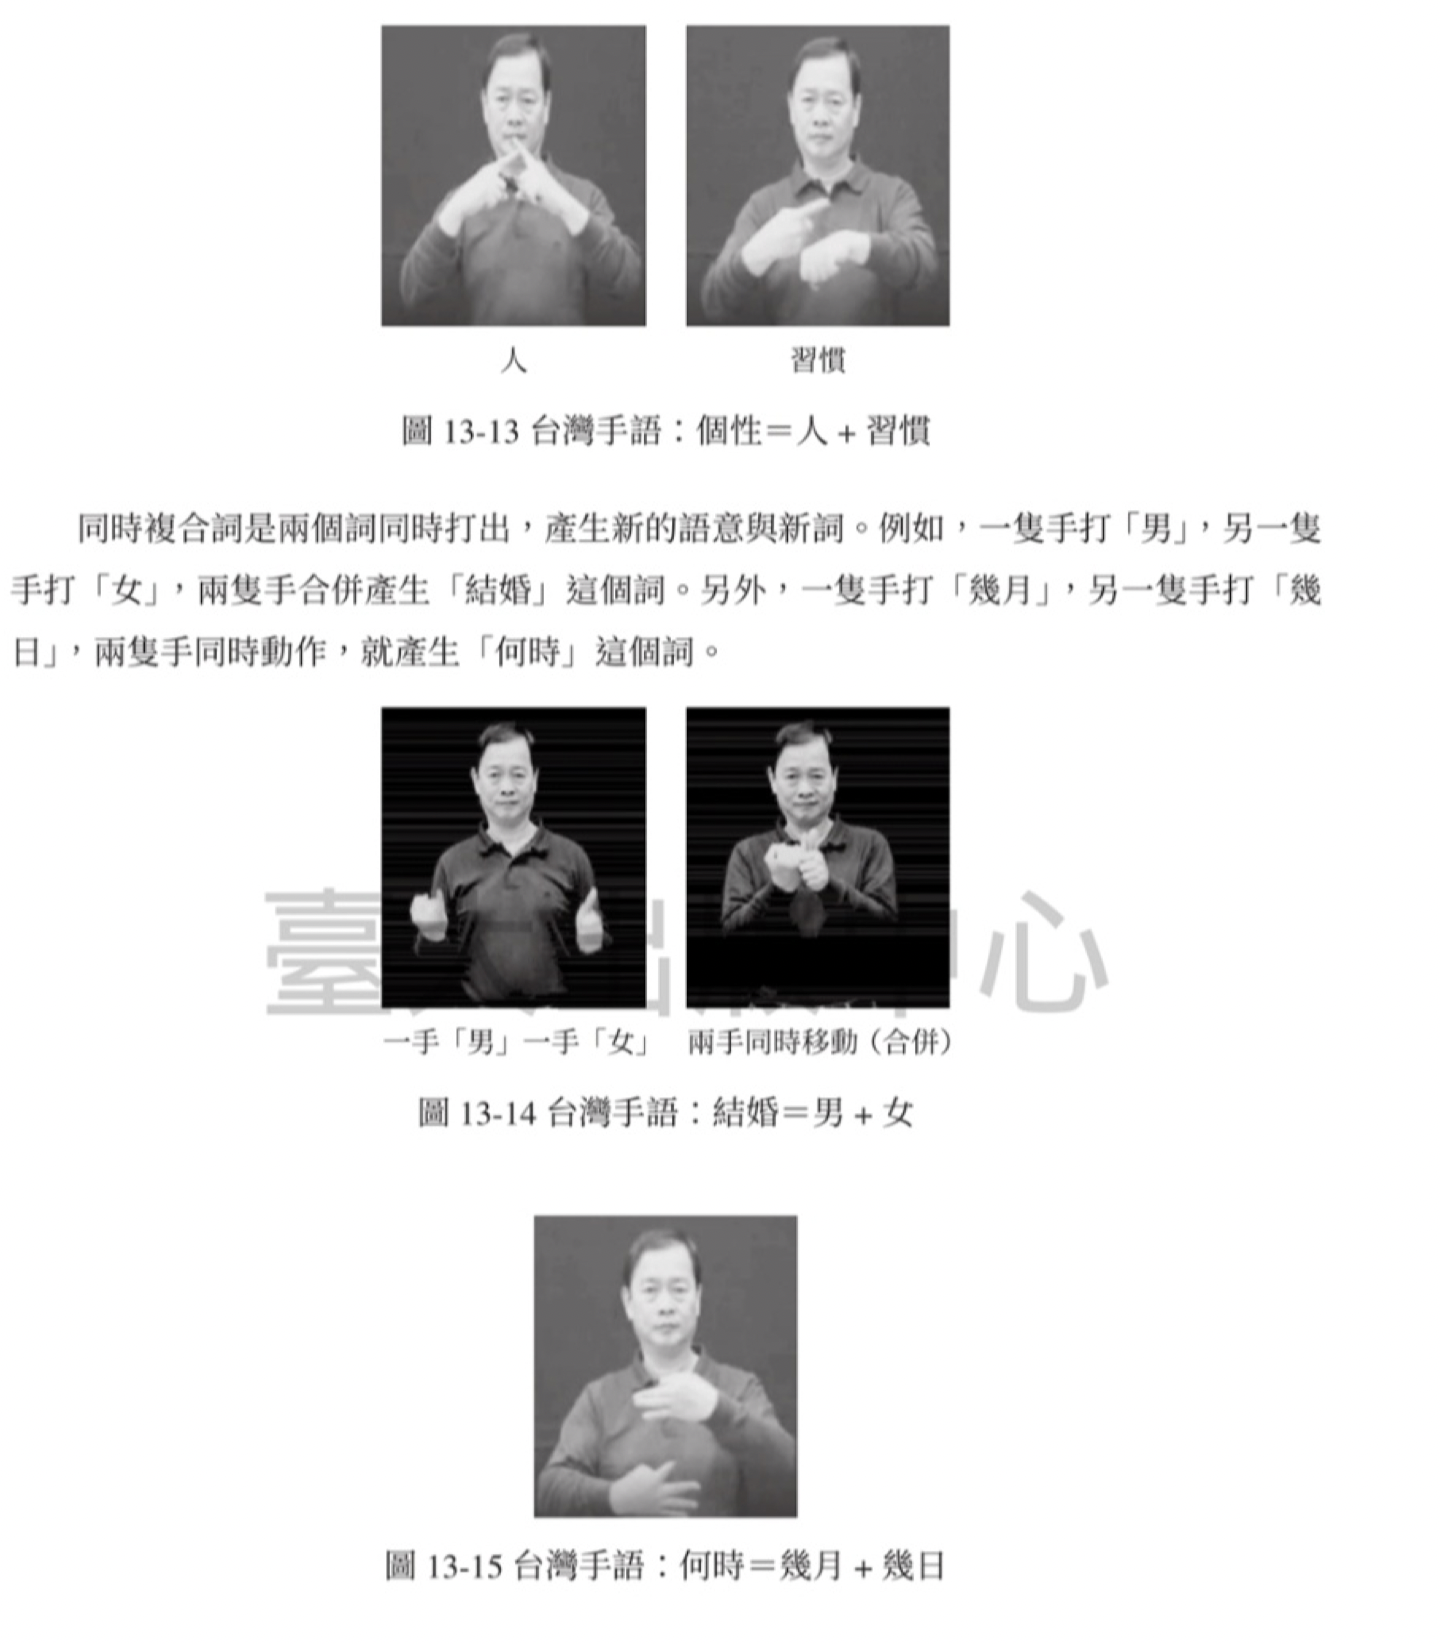 人 習慣
圖 13-13 台灣手語：個性＝人 + 習慣
同時複合詞是兩個詞同時打出，產生新的語意與新詞。例如，一隻手打「男」，另一隻
手打「女」，兩隻手合併產生「結婚」這個詞。另外，一隻手打「幾月」，另一隻手打「幾
日」，兩隻手同時動作，就產生「何時」這個詞。
一手「男」一手「女」 兩手同時移動（合併）
圖 13-14 台灣手語：結婚＝男 + 女
圖 13-15 台灣手語：何時＝幾月 + 幾日
臺 中心